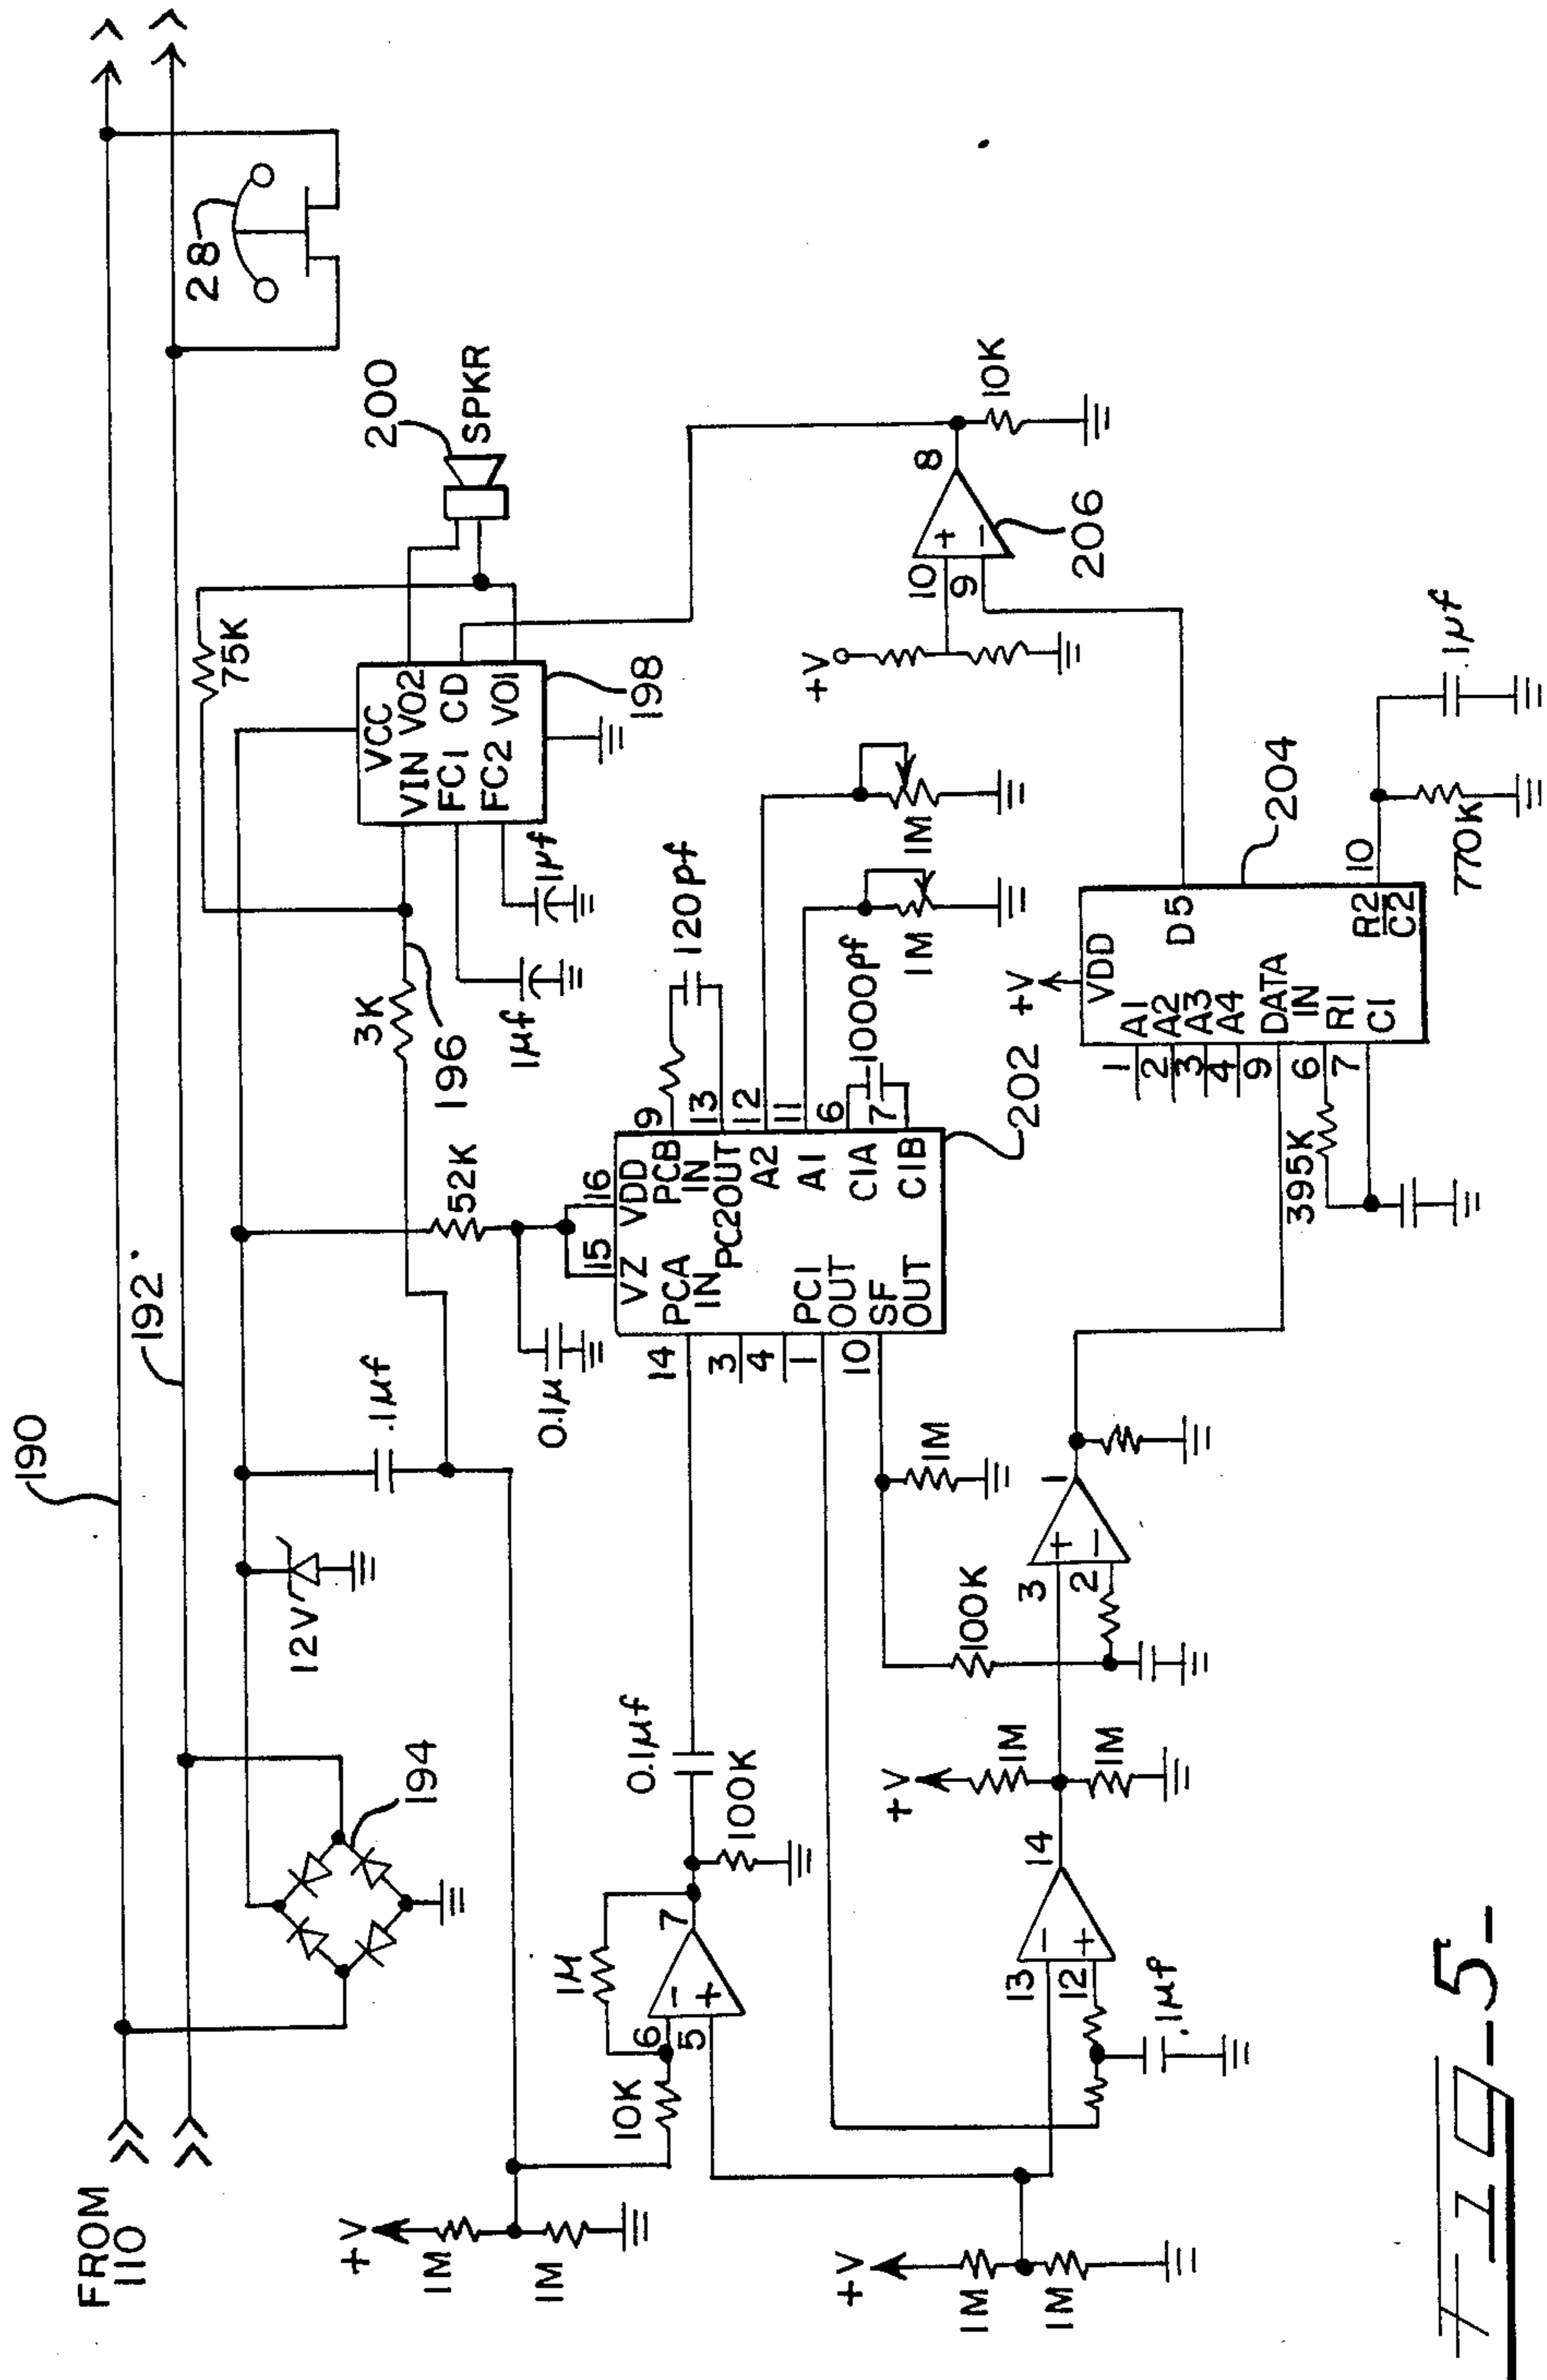 FROM
110
190
192
28
194
12V
.1µf
3K
196
75K
VCC
VIN
VO2
FC1
CD
FC2
VO1
198
1µf
1µf
200
SPKR
52K
0.1µ
+V
1M
1M
10K
1M
6
5
7
100K
0.1µf
14
3
4
1
10
15
16
VZ
VDD
PCA
IN
PCB
IN
PC2OUT
A2
A1
PC1
OUT
SF
OUT
C1A
C1B
9
13
12
11
6
7
120pf
1000pf
1M
1M
202
+V
1M
1M
13
12
.1µf
14
+V
1M
1M
100K
1M
3
2
1
+V
VDD
A1
A2
A3
A4
DATA
IN
R1
C1
D5
R2
C2
1
2
3
4
9
6
7
395K
10
204
770K
.1µf
+V
10
9
8
206
10K
FIG-5-